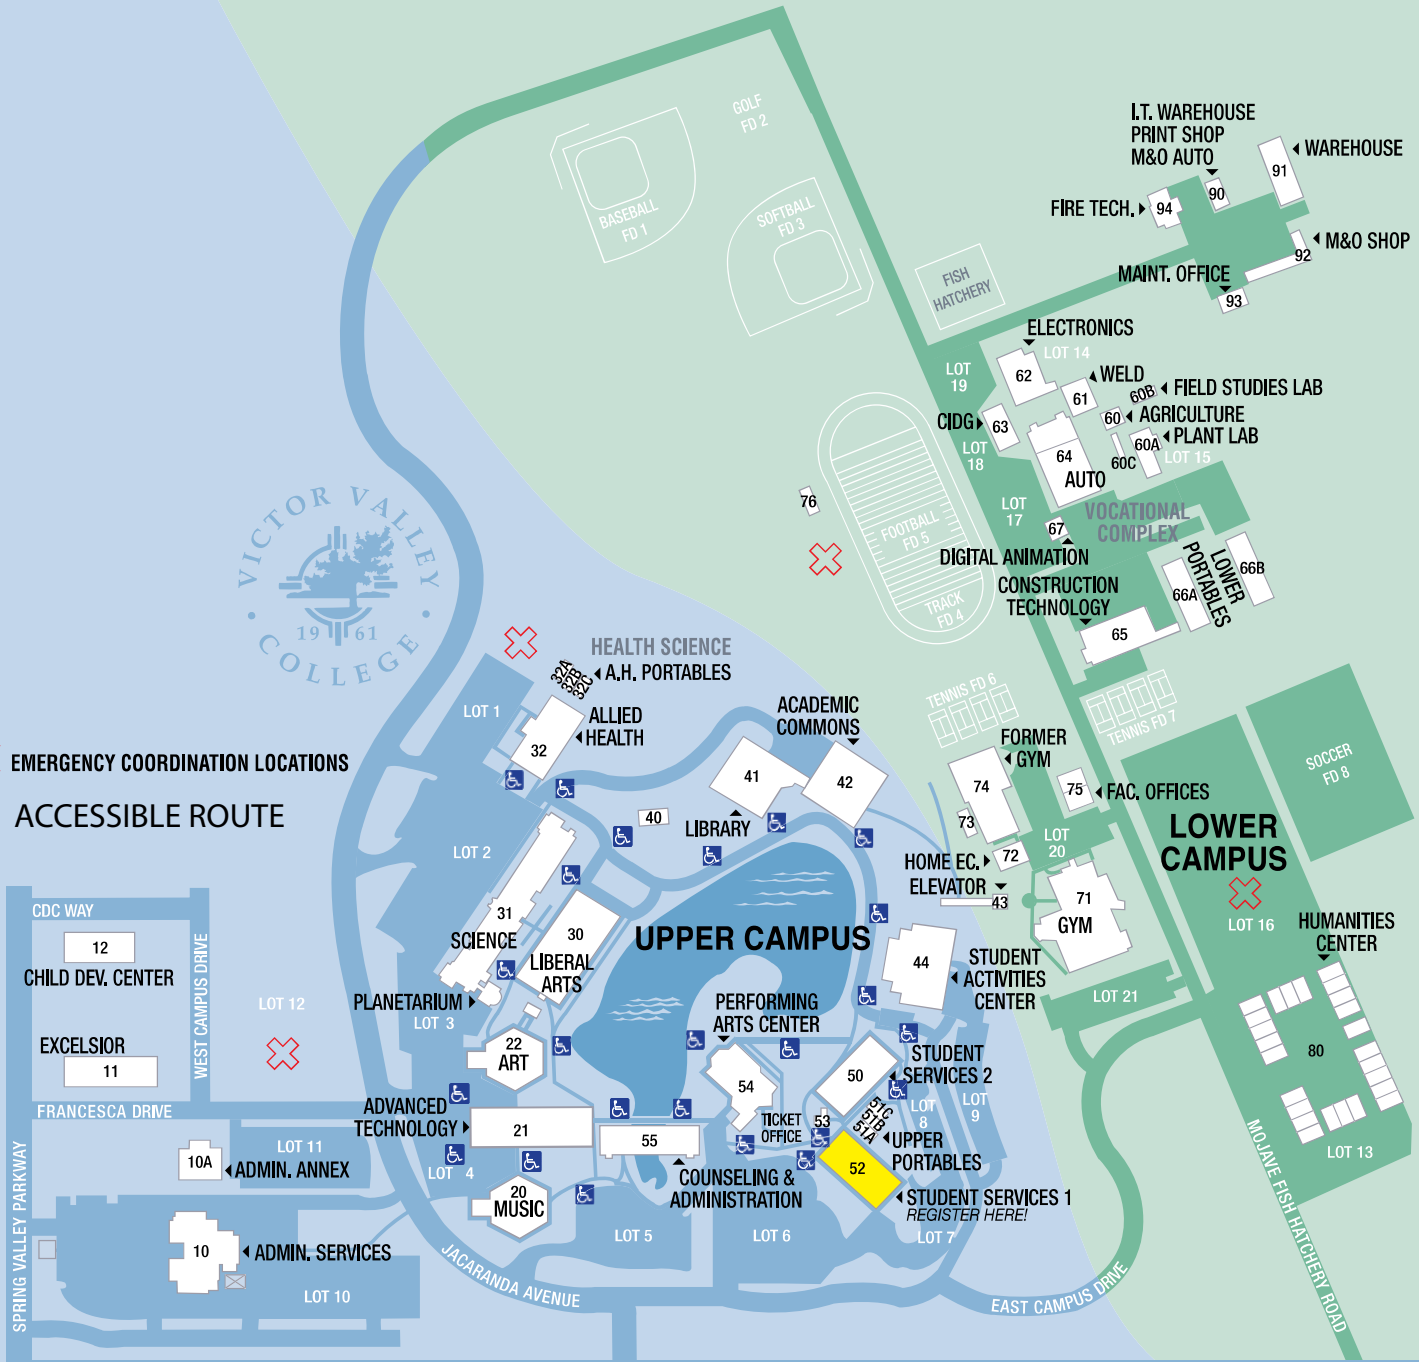 GOLF
FD 2
BASEBALL
FD 1
SOFTBALL
FD 3
I.T. WAREHOUSE
PRINT SHOP
M&O AUTO
90
91
WAREHOUSE
FIRE TECH.
94
M&O SHOP
92
MAINT. OFFICE
93
FISH
HATCHERY
ELECTRONICS
LOT 14
62
LOT
19
WELD
61
60B
FIELD STUDIES LAB
CIDG
63
60
AGRICULTURE
60A
PLANT LAB
LOT 15
60C
LOT
18
64
AUTO
76
LOT
17
VOCATIONAL
COMPLEX
67
DIGITAL ANIMATION
FOOTBALL
FD 5
TRACK
FD 4
CONSTRUCTION
TECHNOLOGY
65
66A
LOWER
PORTABLES
66B
VICTOR VALLEY
COLLEGE
1961
HEALTH SCIENCE
32A
32B
32C
A.H. PORTABLES
TENNIS FD 6
TENNIS FD 7
LOT 1
ALLIED
HEALTH
32
ACADEMIC
COMMONS
42
41
LIBRARY
40
FORMER
GYM
74
75
FAC. OFFICES
73
SOCCER
FD 8
EMERGENCY COORDINATION LOCATIONS
ACCESSIBLE ROUTE
LOT 2
LOT
20
72
HOME EC.
ELEVATOR
43
71
GYM
LOWER
CAMPUS
LOT 16
CDC WAY
12
CHILD DEV. CENTER
WEST CAMPUS DRIVE
31
SCIENCE
30
LIBERAL
ARTS
UPPER CAMPUS
44
STUDENT
ACTIVITIES
CENTER
HUMANITIES
CENTER
LOT 21
LOT 12
PLANETARIUM
LOT 3
PERFORMING
ARTS CENTER
EXCELSIOR
11
22
ART
54
50
STUDENT
SERVICES 2
80
FRANCESCA DRIVE
ADVANCED
TECHNOLOGY
21
TICKET
OFFICE
53
51C
51B
51A
UPPER
PORTABLES
LOT
8
LOT
9
55
LOT 11
10A
ADMIN. ANNEX
LOT 4
COUNSELING &
ADMINISTRATION
52
STUDENT SERVICES 1
REGISTER HERE!
LOT 13
20
MUSIC
LOT 5
LOT 6
LOT 7
10
ADMIN. SERVICES
LOT 10
SPRING VALLEY PARKWAY
JACARANDA AVENUE
EAST CAMPUS DRIVE
MOJAVE FISH HATCHERY ROAD